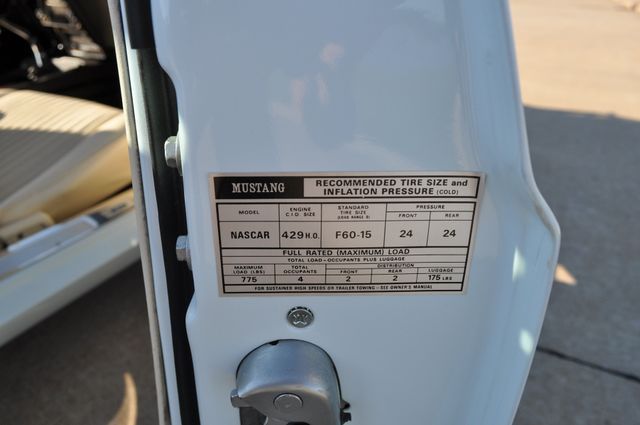 MUSTANG RECOMMENDED TIRE SIZE and
INFLATION PRESSURE (COLD)
MODEL ENGINE C.I.D. SIZE STANDARD TIRE SIZE (LOAD RANGE B) PRESSURE
FRONT REAR
NASCAR 429 H.O. F60-15 24 24
FULL RATED (MAXIMUM) LOAD
TOTAL LOAD-OCCUPANTS PLUS LUGGAGE
MAXIMUM LOAD (LBS) TOTAL OCCUPANTS DISTRIBUTION
FRONT REAR LUGGAGE
775 4 2 2 175 LBS
FOR SUSTAINED HIGH SPEEDS OR TRAILER TOWING - SEE OWNER'S MANUAL